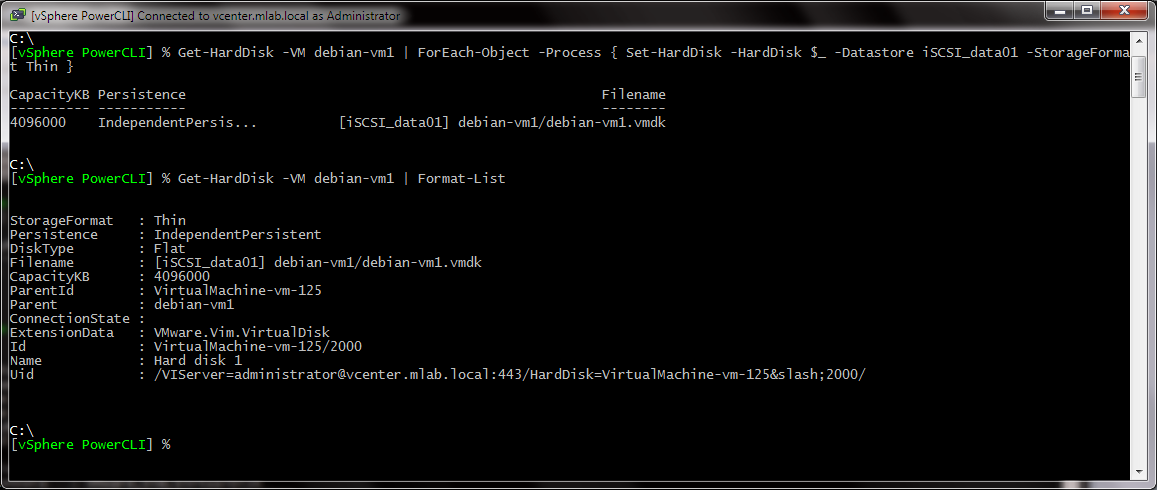 [vSphere PowerCLI] Connected to vcenter.mlab.local as Administrator
C:\
[vSphere PowerCLI] % Get-HardDisk -VM debian-vm1 | ForEach-Object -Process { Set-HardDisk -HardDisk $_ -Datastore iSCSI_data01 -StorageForma
t Thin }
CapacityKB Persistence                                                    Filename
---------- -----------                                                    --------
4096000    IndependentPersis...          [iSCSI_data01] debian-vm1/debian-vm1.vmdk
C:\
[vSphere PowerCLI] % Get-HardDisk -VM debian-vm1 | Format-List
StorageFormat   : Thin
Persistence     : IndependentPersistent
DiskType        : Flat
Filename        : [iSCSI_data01] debian-vm1/debian-vm1.vmdk
CapacityKB      : 4096000
ParentId        : VirtualMachine-vm-125
Parent          : debian-vm1
ConnectionState :
ExtensionData   : VMware.Vim.VirtualDisk
Id              : VirtualMachine-vm-125/2000
Name            : Hard disk 1
Uid             : /VIServer=administrator@vcenter.mlab.local:443/HardDisk=VirtualMachine-vm-125&slash;2000/
C:\
[vSphere PowerCLI] %